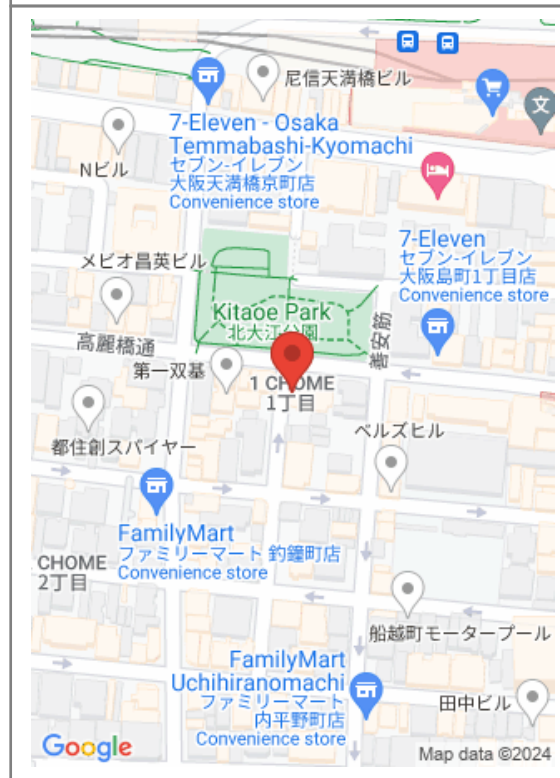 尼信天満橋ビル
文
7-Eleven - Osaka
Temmabashi-Kyomachi
セブン-イレブン
大阪天満橋京町店
Convenience store
Nビル
7-Eleven
セブン-イレブン
大阪島町1丁目店
Convenience store
メビオ昌英ビル
Kitaoe Park
北大江公園
善安筋
高麗橋通
第一双基
1 CHOME
1丁目
ベルズヒル
都住創スパイヤー
FamilyMart
ファミリーマート 釣鐘町店
Convenience store
CHOME
2丁目
船越町モータープール
FamilyMart
Uchihiranomachi
ファミリーマート
内平野町店
Convenience store
田中ビル
Google
Map data ©2024